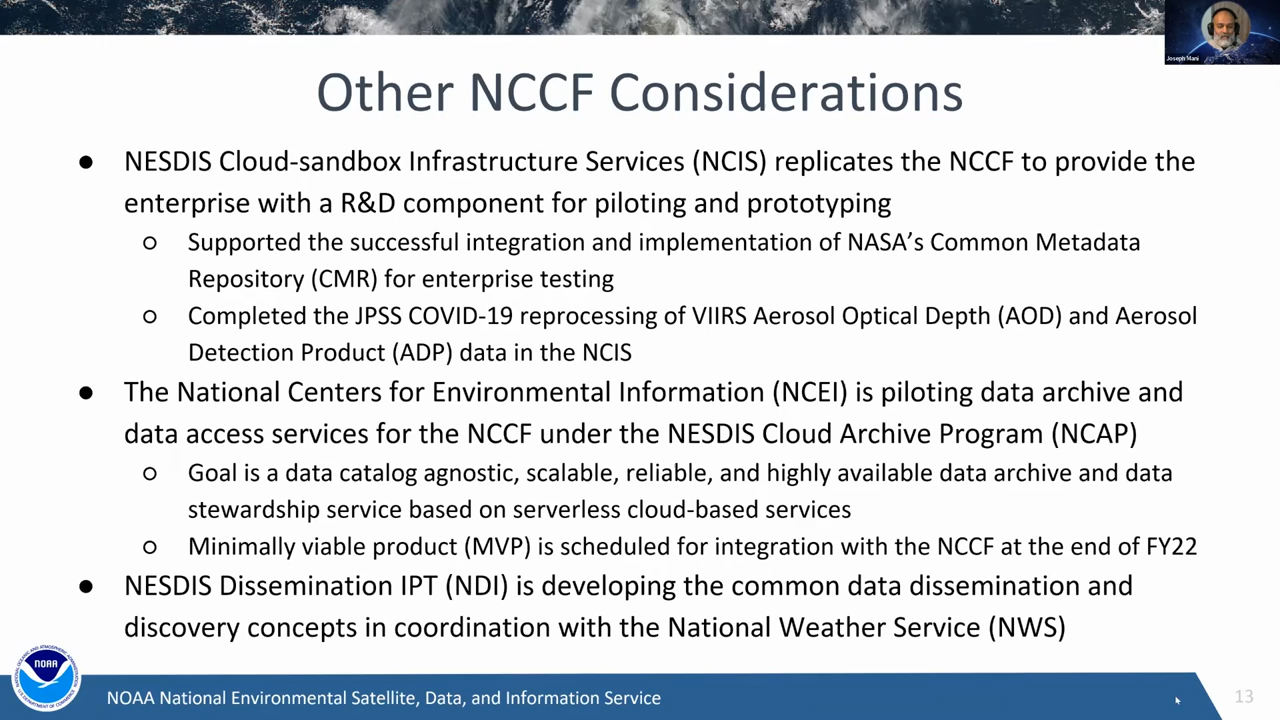 Joseph Mani
Other NCCF Considerations
● NESDIS Cloud-sandbox Infrastructure Services (NCIS) replicates the NCCF to provide the
enterprise with a R&D component for piloting and prototyping
○ Supported the successful integration and implementation of NASA’s Common Metadata
Repository (CMR) for enterprise testing
○ Completed the JPSS COVID-19 reprocessing of VIIRS Aerosol Optical Depth (AOD) and Aerosol
Detection Product (ADP) data in the NCIS
● The National Centers for Environmental Information (NCEI) is piloting data archive and
data access services for the NCCF under the NESDIS Cloud Archive Program (NCAP)
○ Goal is a data catalog agnostic, scalable, reliable, and highly available data archive and data
stewardship service based on serverless cloud-based services
○ Minimally viable product (MVP) is scheduled for integration with the NCCF at the end of FY22
● NESDIS Dissemination IPT (NDI) is developing the common data dissemination and
discovery concepts in coordination with the National Weather Service (NWS)
NOAA
NOAA National Environmental Satellite, Data, and Information Service
13